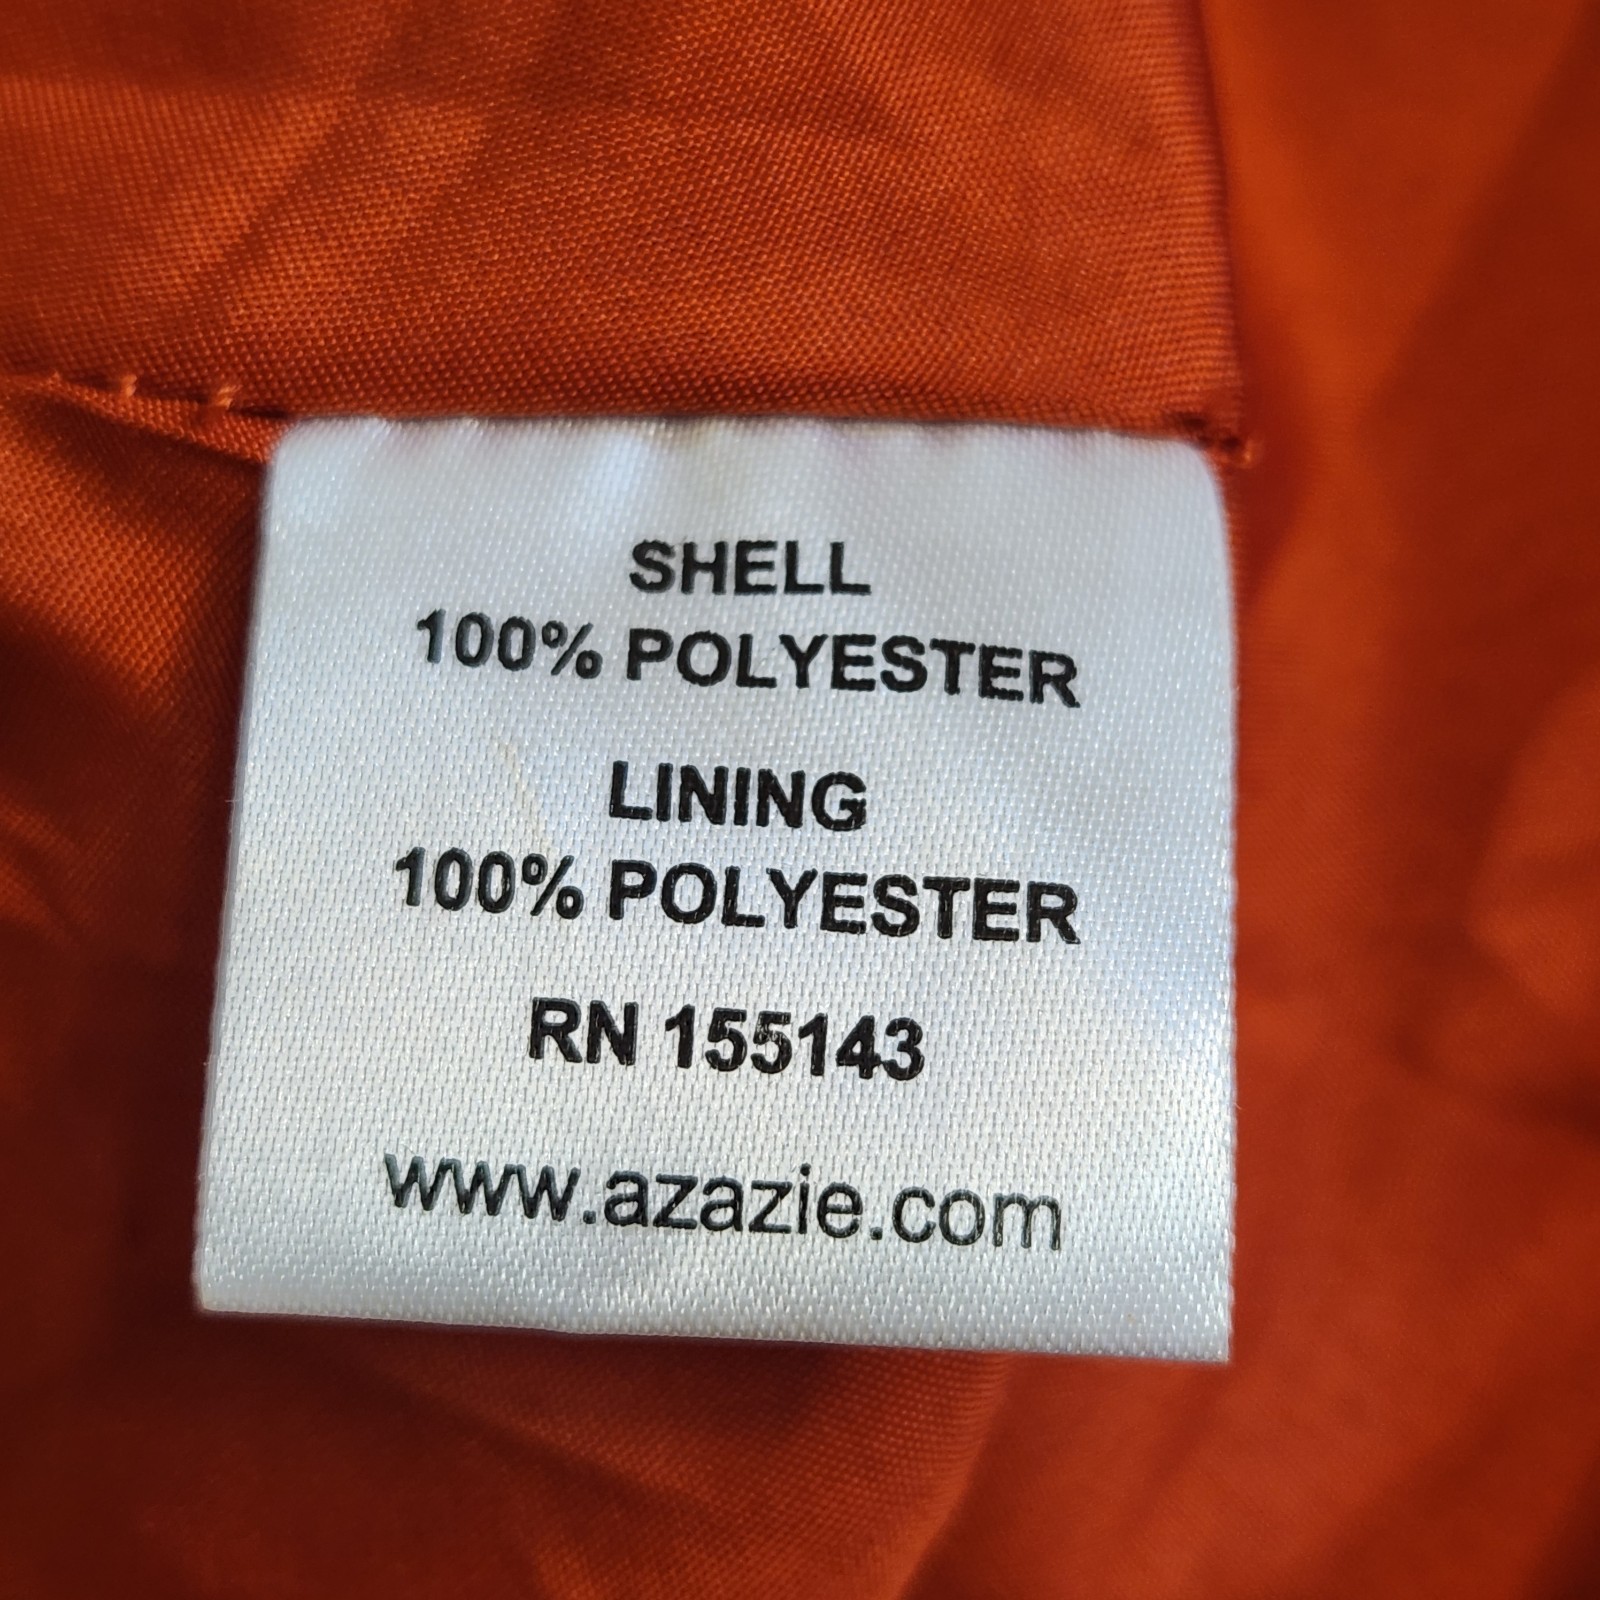 SHELL
100% POLYESTER
LINING
100% POLYESTER
RN 155143
www.azazie.com